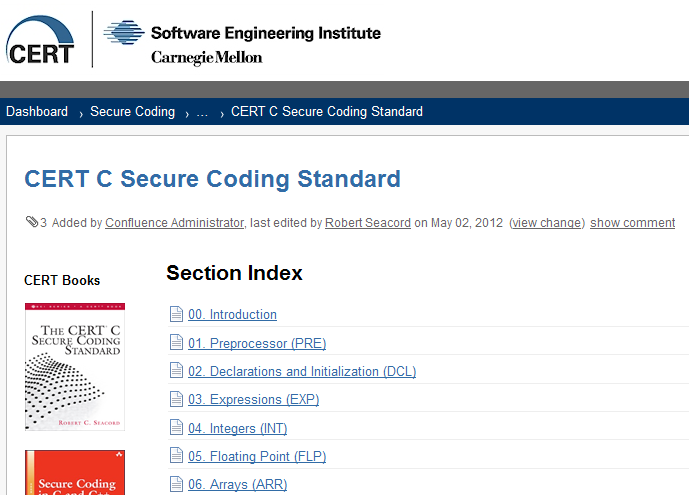 CERT
Software Engineering Institute
Carnegie Mellon
Dashboard › Secure Coding › ... › CERT C Secure Coding Standard
CERT C Secure Coding Standard
3 Added by Confluence Administrator, last edited by Robert Seacord on May 02, 2012 (view change) show comment
CERT Books
THE CERT C
SECURE CODING
STANDARD
ROBERT C. SEACORD
Secure Coding
in C and C++
Section Index
00. Introduction
01. Preprocessor (PRE)
02. Declarations and Initialization (DCL)
03. Expressions (EXP)
04. Integers (INT)
05. Floating Point (FLP)
06. Arrays (ARR)